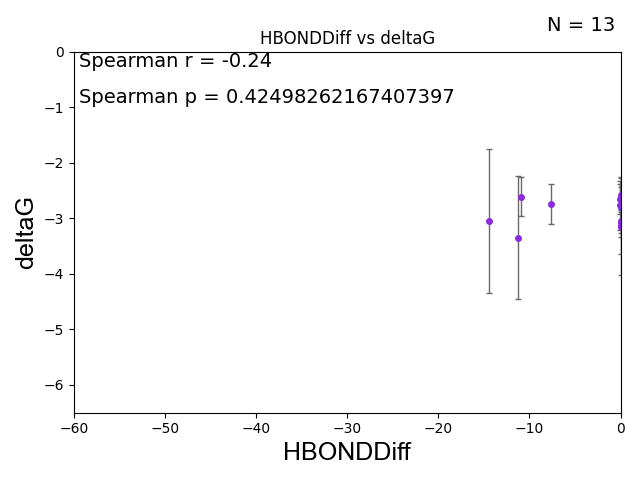 N = 13
HBONDDiff vs deltaG
Spearman r = -0.24
Spearman p = 0.42498262167407397
0
−1
−2
−3
−4
−5
−6
deltaG
−60 −50 −40 −30 −20 −10 0
HBONDDiff